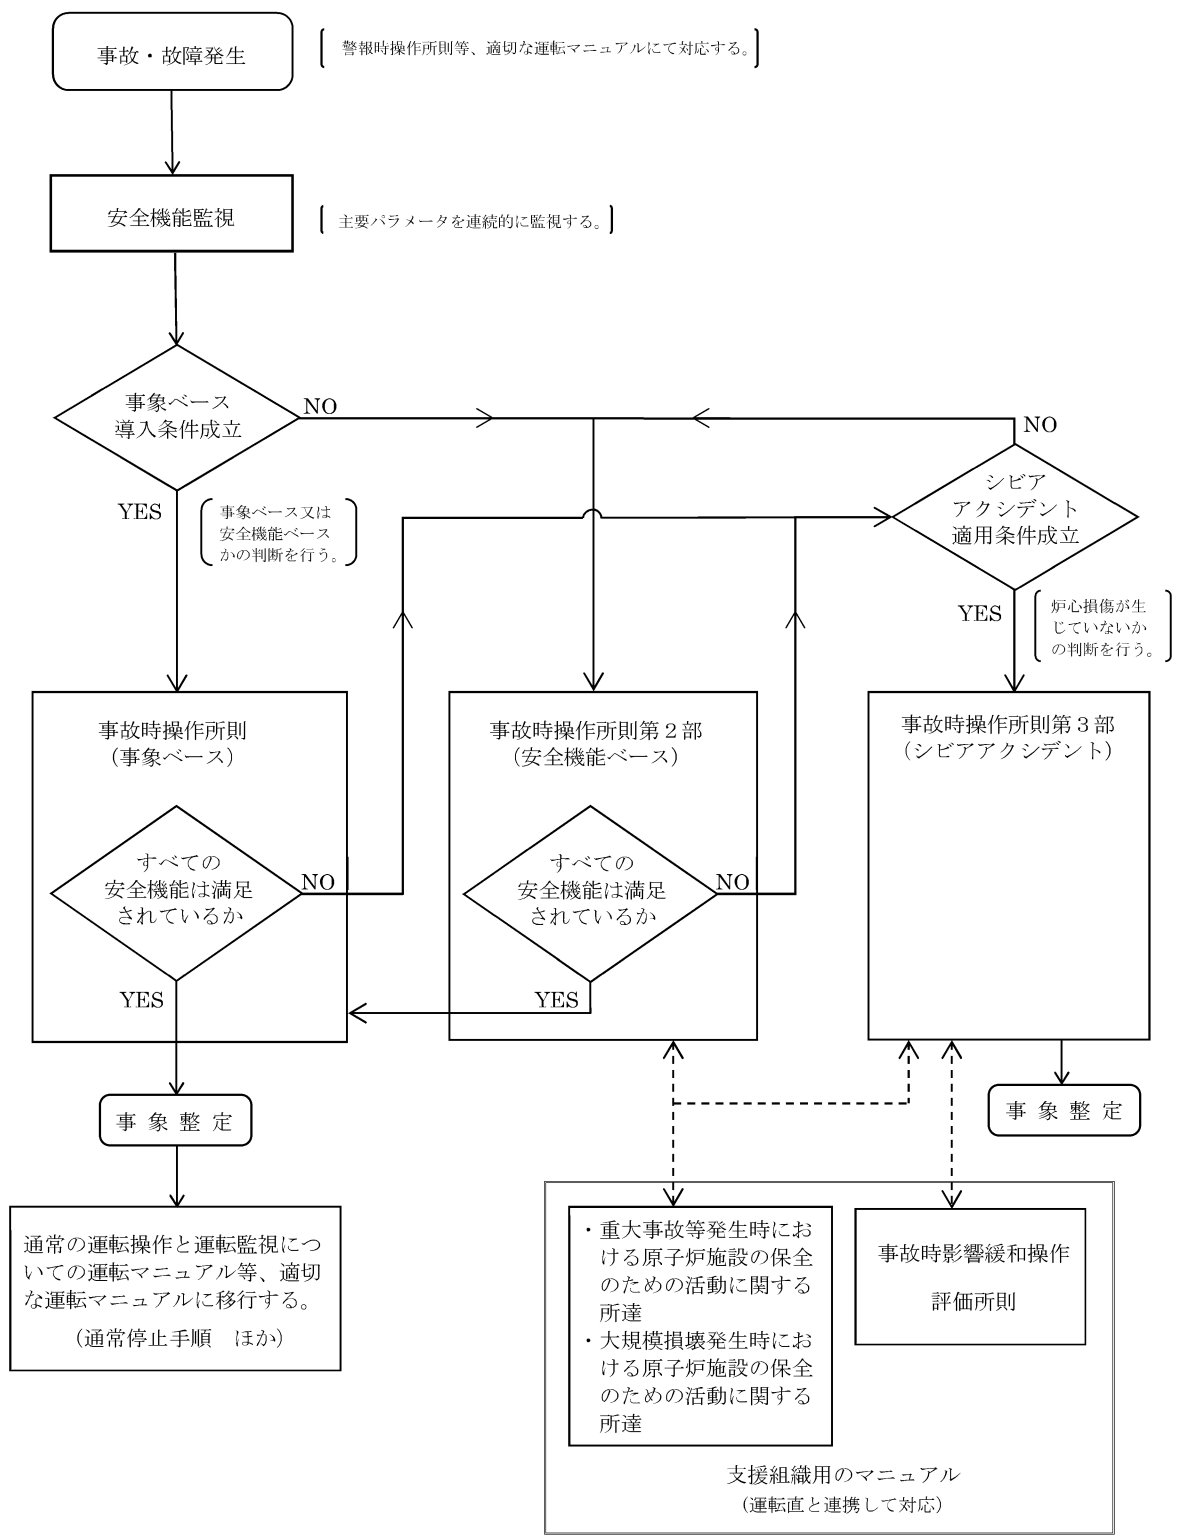 事故・故障発生
警報時操作所則等、適切な運転マニュアルにて対応する。
安全機能監視
主要パラメータを連続的に監視する。
事象ベース
導入条件成立
NO
YES
事象ベース又は
安全機能ベース
かの判断を行う。
NO
シビア
アクシデント
適用条件成立
YES
炉心損傷が生
じていないか
の判断を行う。
事故時操作所則
（事象ベース）
すべての
安全機能は満足
されているか
NO
YES
事故時操作所則第２部
（安全機能ベース）
すべての
安全機能は満足
されているか
NO
YES
事故時操作所則第３部
（シビアアクシデント）
事 象 整 定
事 象 整 定
通常の運転操作と運転監視につ
いての運転マニュアル等、適切
な運転マニュアルに移行する。
（通常停止手順　ほか）
・重大事故等発生時にお
ける原子炉施設の保全
のための活動に関する
所達
・大規模損壊発生時にお
ける原子炉施設の保全
のための活動に関する
所達
事故時影響緩和操作
評価所則
支援組織用のマニュアル
（運転直と連携して対応）